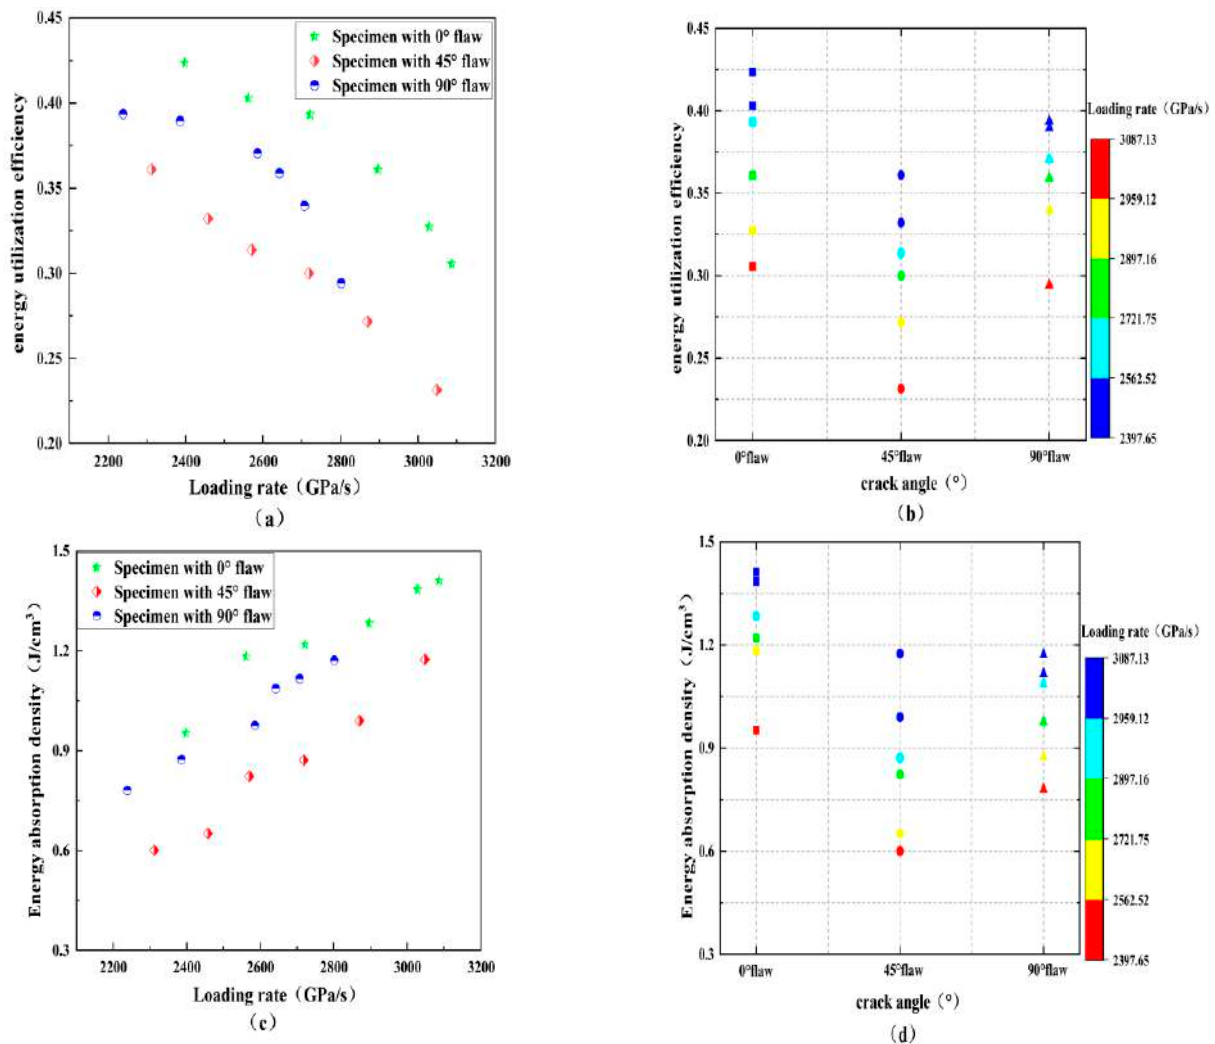 0.45
0.40
0.35
0.30
0.25
0.20
energy utilization efficiency
Specimen with 0° flaw
Specimen with 45° flaw
Specimen with 90° flaw
2200 2400 2600 2800 3000 3200
Loading rate（GPa/s）
（a）
0.45
0.40
0.35
0.30
0.25
0.20
energy utilization efficiency
0°flaw 45°flaw 90°flaw
crack angle（°）
（b）
Loading rate（GPa/s）
3087.13
2959.12
2897.16
2721.75
2562.52
2397.65
1.5
1.2
0.9
0.6
0.3
Energy absorption density（J/cm³）
Specimen with 0° flaw
Specimen with 45° flaw
Specimen with 90° flaw
2200 2400 2600 2800 3000 3200
Loading rate（GPa/s）
（c）
1.5
1.2
0.9
0.6
0.3
Energy absorption density（J/cm³）
0°flaw 45°flaw 90°flaw
crack angle（°）
（d）
Loading rate（GPa/s）
3087.13
2959.12
2897.16
2721.75
2562.52
2397.65